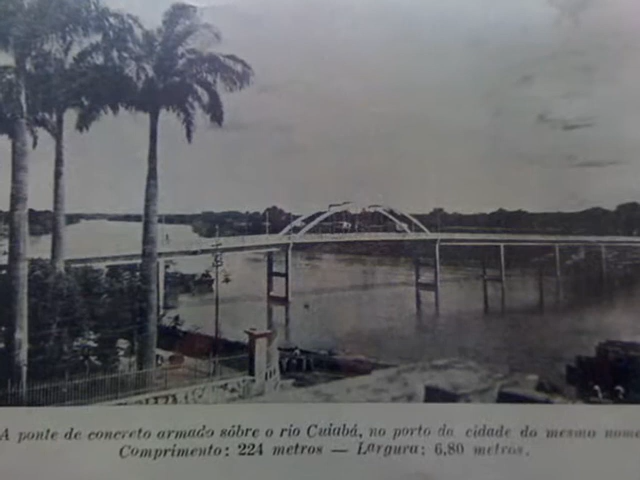 A ponte de concreto armado sôbre o rio Cuiabá, no porto da cidade do mesmo nome
Comprimento: 224 metros — Largura: 6,80 metros.